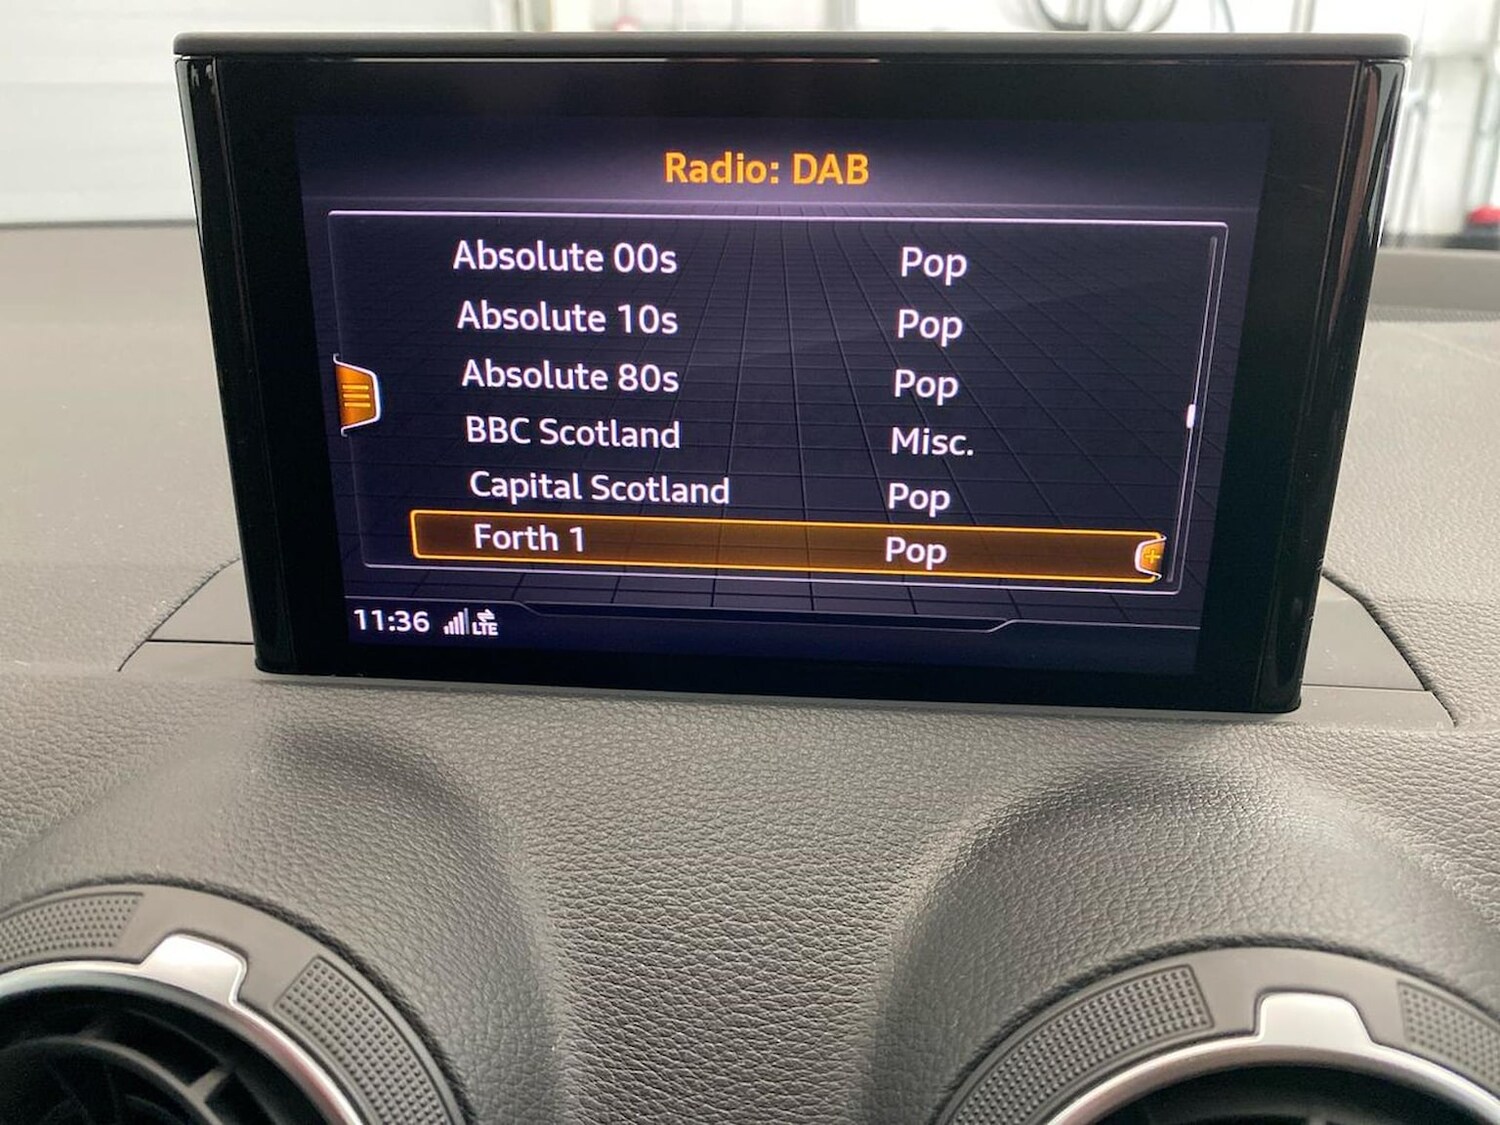 Radio: DAB
Absolute 00s Pop
Absolute 10s Pop
Absolute 80s Pop
BBC Scotland Misc.
Capital Scotland Pop
Forth 1 Pop
11:36 LTE